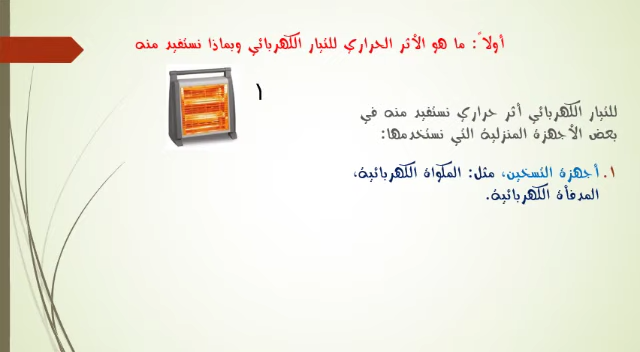 أولاً: ما هو الأثر الحراري للتيار الكهربائي وبماذا نستفيد منه
١
للتيار الكهربائي أثر حراري نستفيد منه في
بعض الأجهزة المنزلية التي نستخدمها:
١. أجهزة التسخين، مثل: المكواة الكهربائية،
المدفأة الكهربائية.